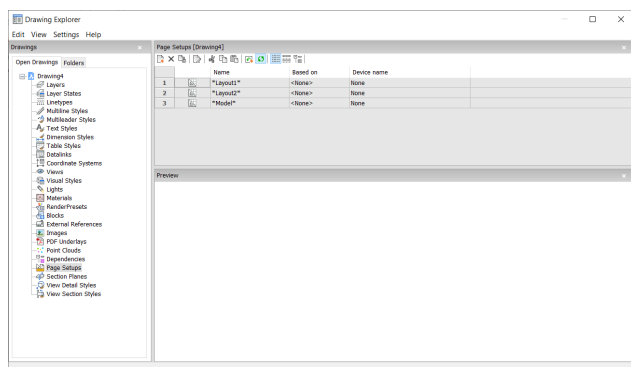 Drawing Explorer
Edit View Settings Help
Drawings
Open Drawings Folders
Drawing4
Layers
Layer States
Linetypes
Multiline Styles
Multileader Styles
Text Styles
Dimension Styles
Table Styles
Datalinks
Coordinate Systems
Views
Visual Styles
Lights
Materials
RenderPresets
Blocks
External References
Images
PDF Underlays
Point Clouds
Dependencies
Page Setups
Section Planes
View Detail Styles
View Section Styles
Page Setups [Drawing4]
Name Based on Device name
1 *Layout1* <None> None
2 *Layout2* <None> None
3 *Model* <None> None
Preview